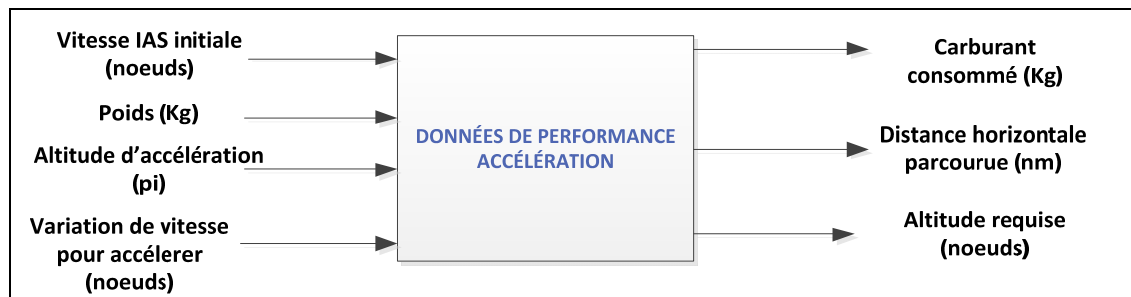 Vitesse IAS initiale
(noeuds)
Poids (Kg)
Altitude d'accélération
(pi)
Variation de vitesse
pour accélerer
(noeuds)
DONNÉES DE PERFORMANCE
ACCÉLÉRATION
Carburant
consommé (Kg)
Distance horizontale
parcourue (nm)
Altitude requise
(noeuds)